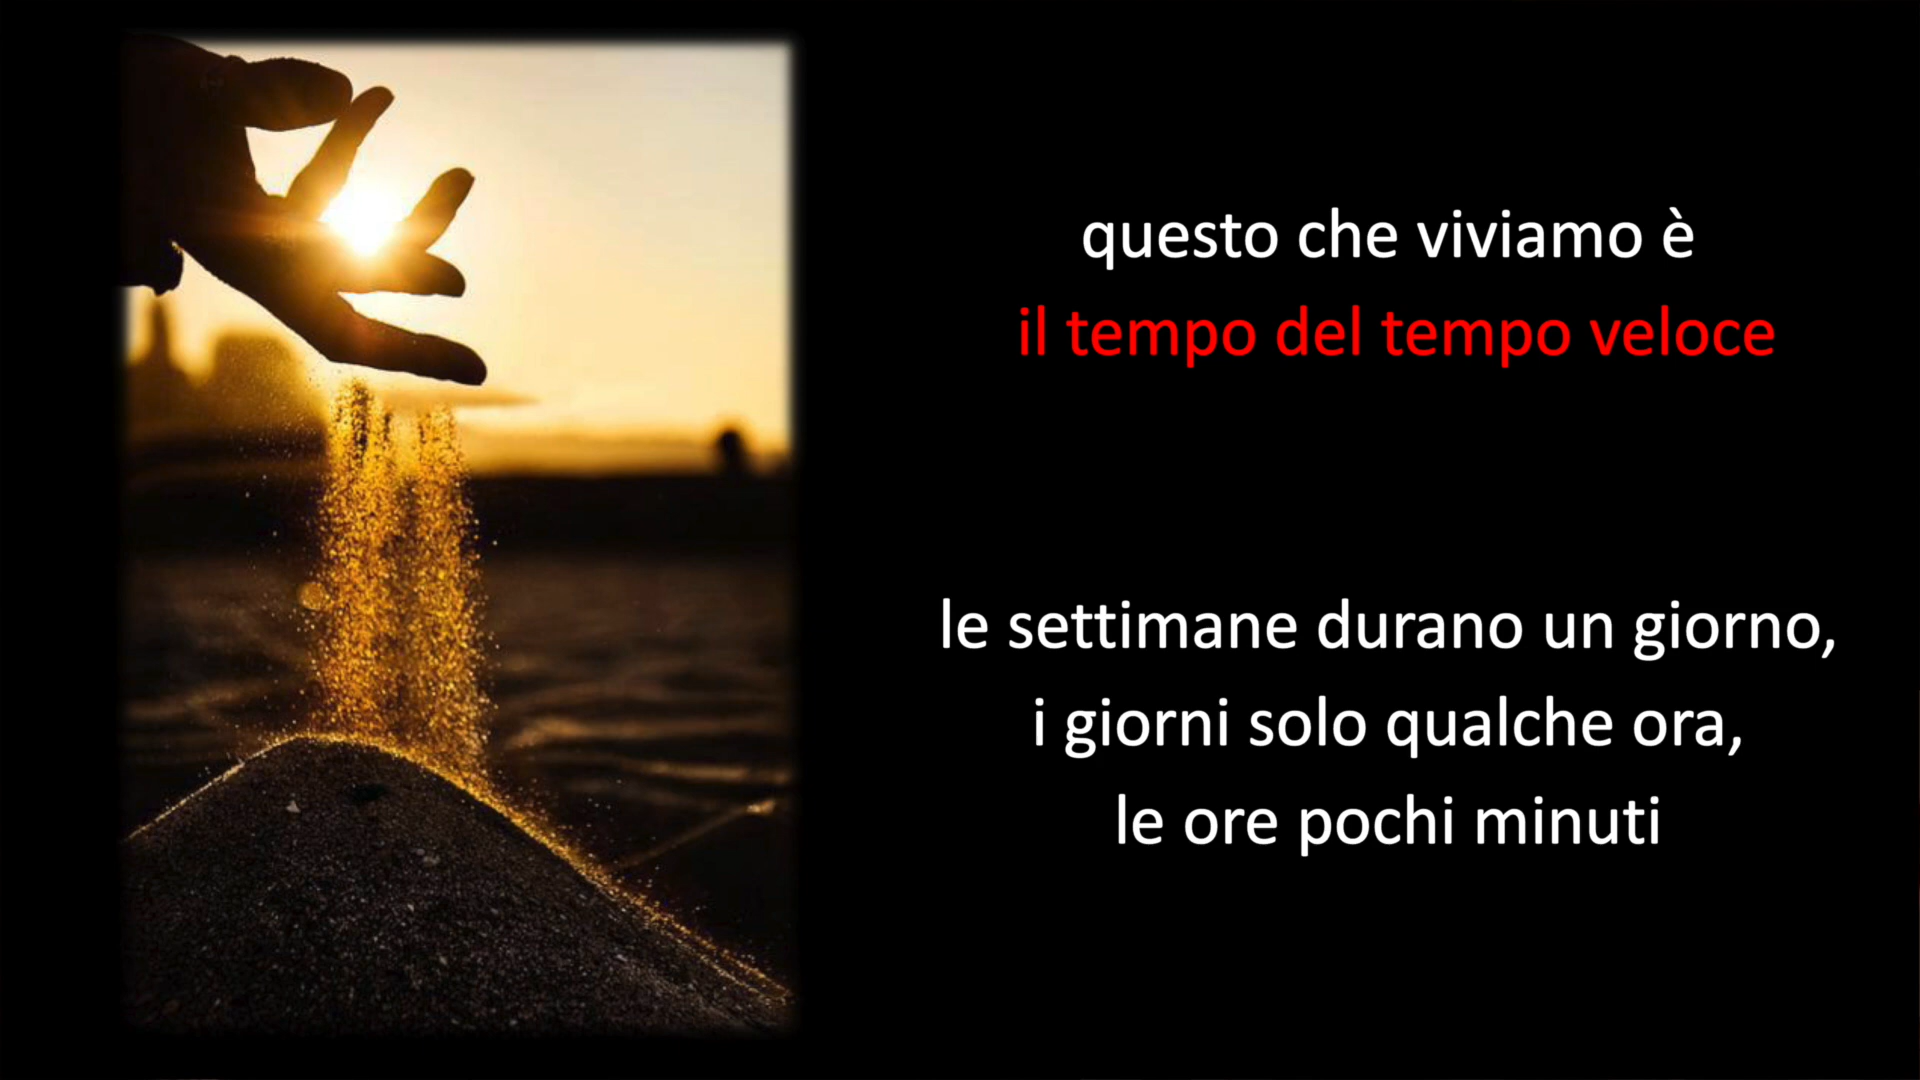 questo che viviamo è
il tempo del tempo veloce
le settimane durano un giorno,
i giorni solo qualche ora,
le ore pochi minuti